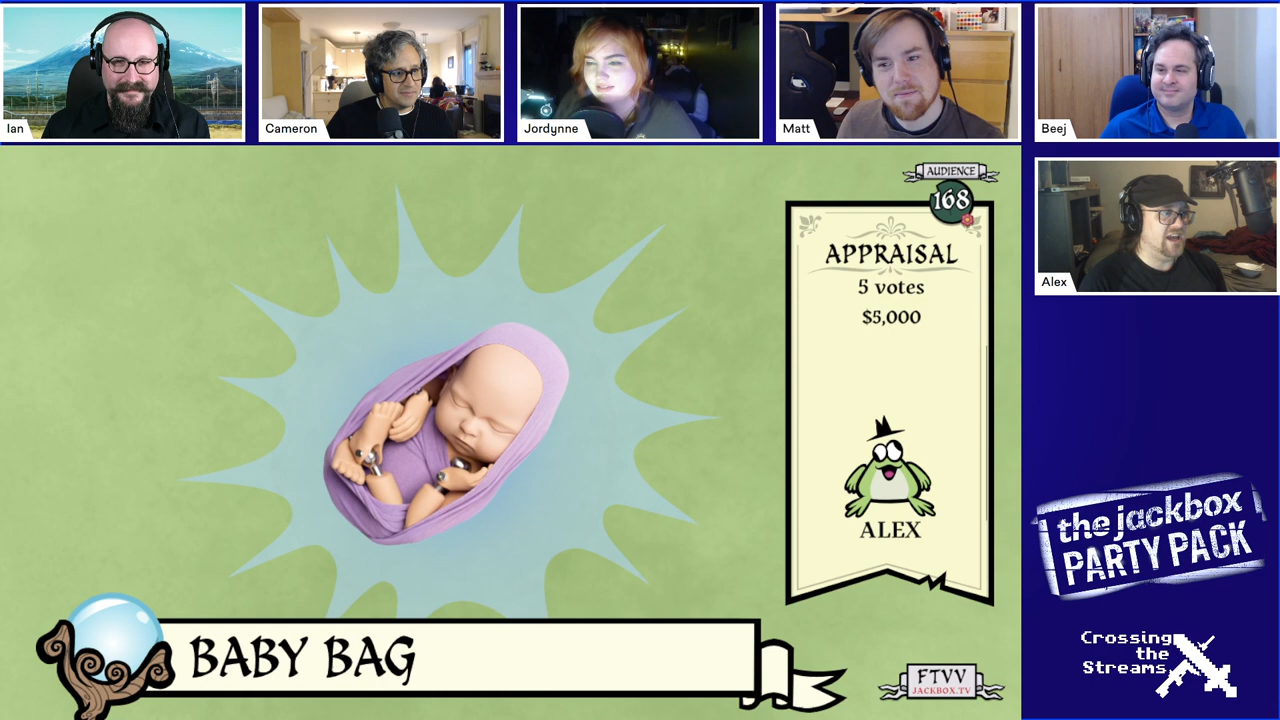 Ian
Cameron
Jordynne
Matt
Beej
Alex
AUDIENCE
168
APPRAISAL
5 votes
$5,000
ALEX
BABY BAG
FTVV
JACKBOX.TV
the jackbox
PARTY PACK
Crossing
the
Streams